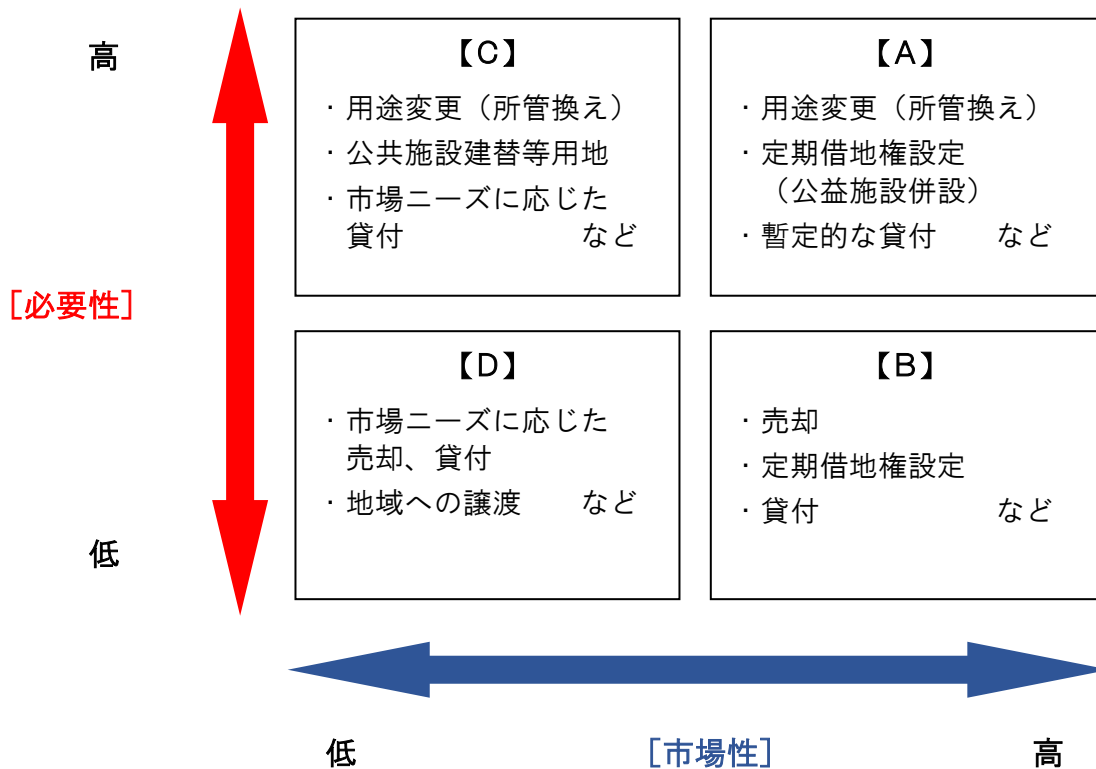 高
【C】
・用途変更（所管換え）
・公共施設建替等用地
・市場ニーズに応じた
貸付　　　　　　など
【A】
・用途変更（所管換え）
・定期借地権設定
（公益施設併設）
・暫定的な貸付　　など
［必要性］
【D】
・市場ニーズに応じた
売却、貸付
・地域への譲渡　　など
【B】
・売却
・定期借地権設定
・貸付　　　　　　など
低
低
［市場性］
高